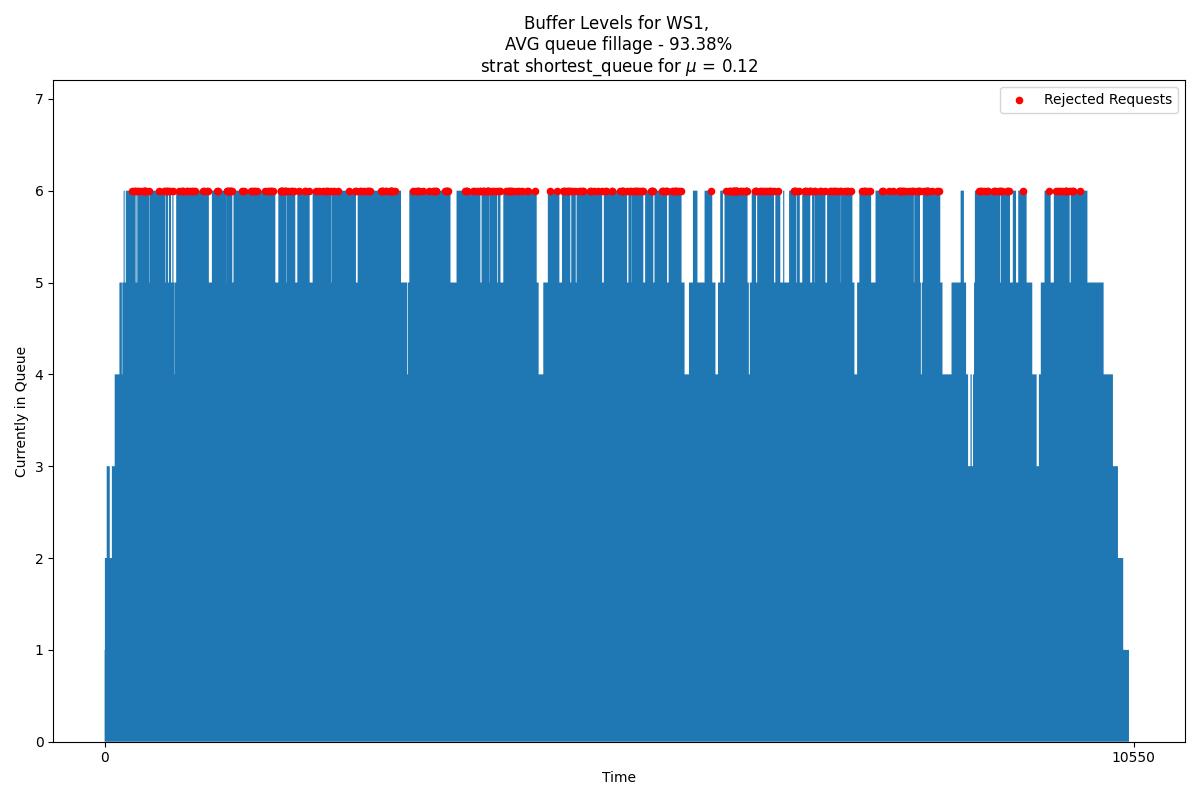 Buffer Levels for WS1,
AVG queue fillage - 93.38%
strat shortest_queue for μ = 0.12
Rejected Requests
7
6
5
4
3
2
1
0
Currently in Queue
0 10550
Time